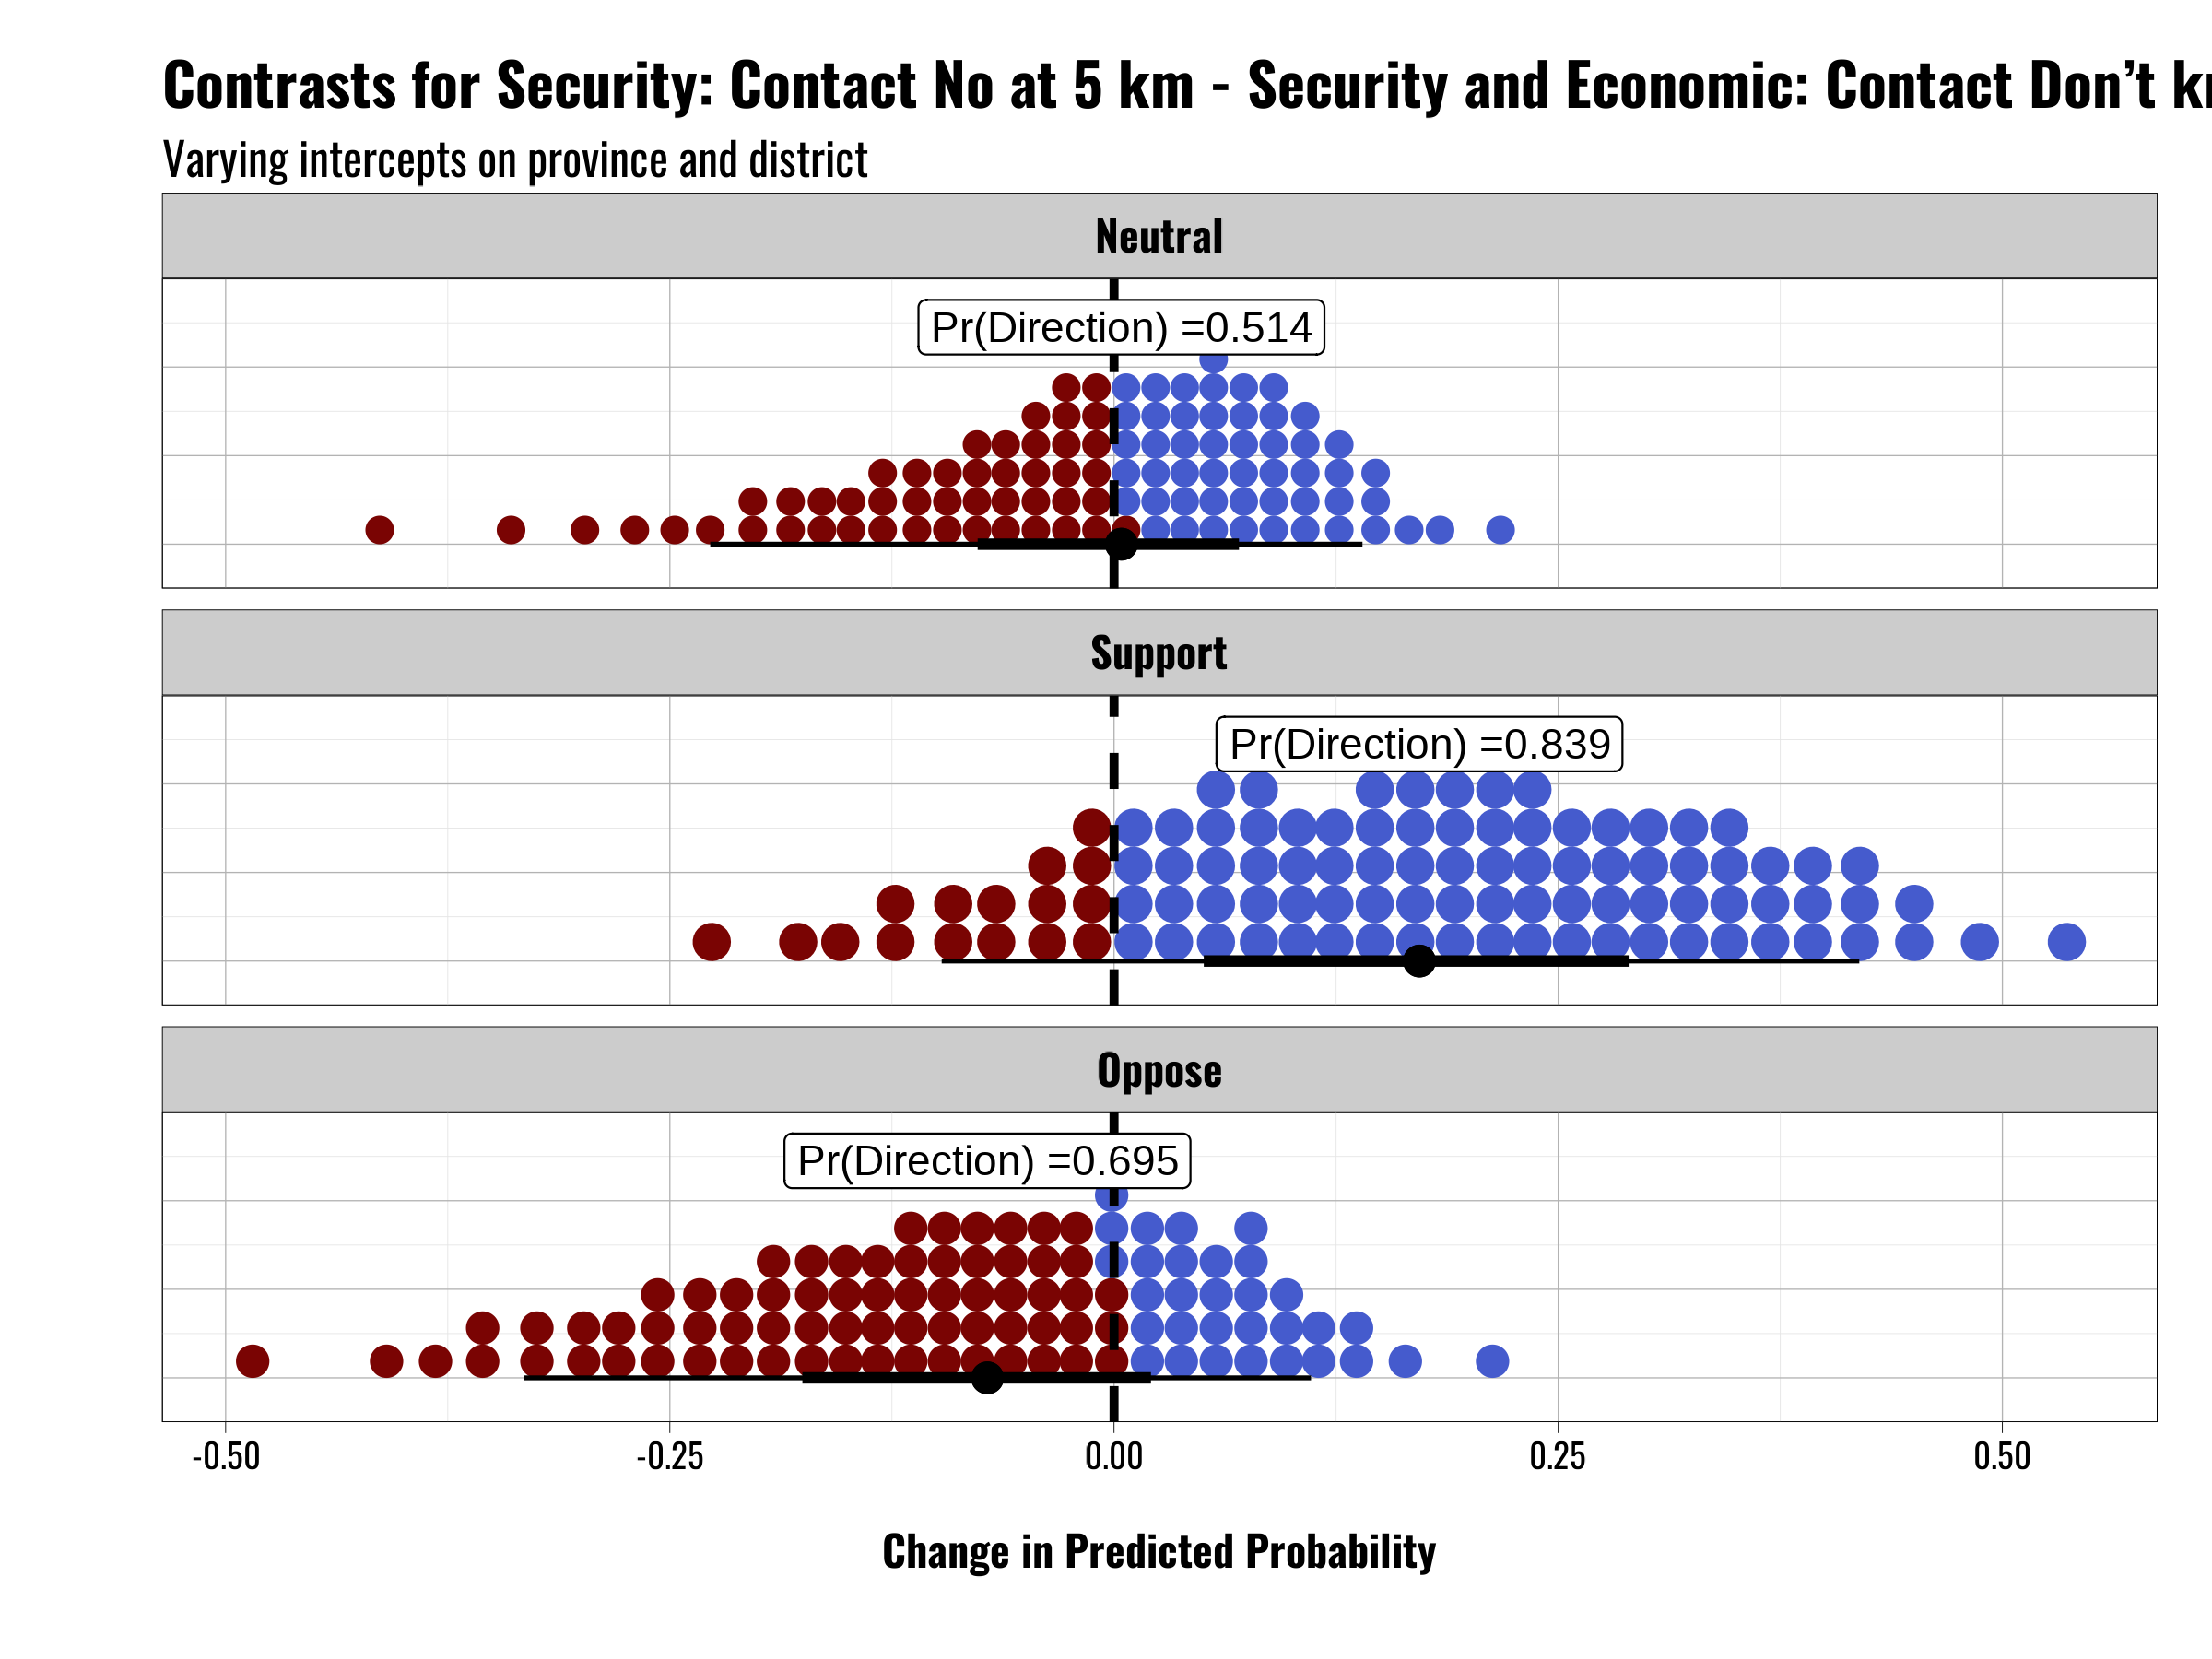 Contrasts for Security: Contact No at 5 km - Security and Economic: Contact Don’t
Varying intercepts on province and district
Neutral
Pr(Direction) =0.514
Support
Pr(Direction) =0.839
Oppose
Pr(Direction) =0.695
-0.50 -0.25 0.00 0.25 0.50
Change in Predicted Probability